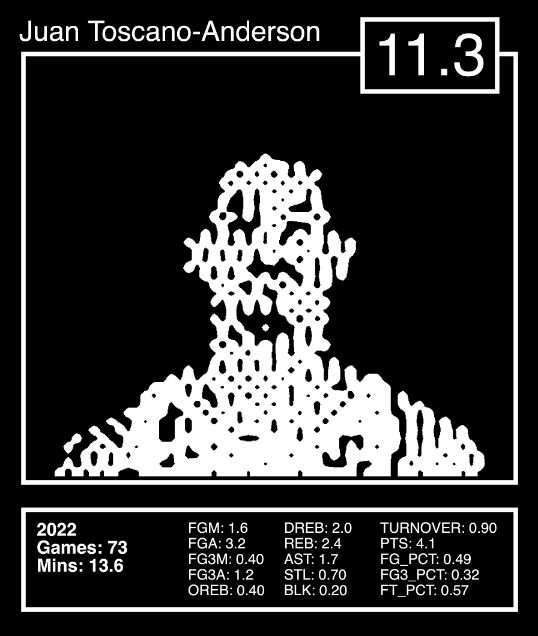 Juan Toscano-Anderson
11.3
2022
Games: 73
Mins: 13.6
FGM: 1.6
FGA: 3.2
FG3M: 0.40
FG3A: 1.2
OREB: 0.40
DREB: 2.0
REB: 2.4
AST: 1.7
STL: 0.70
BLK: 0.20
TURNOVER: 0.90
PTS: 4.1
FG_PCT: 0.49
FG3_PCT: 0.32
FT_PCT: 0.57